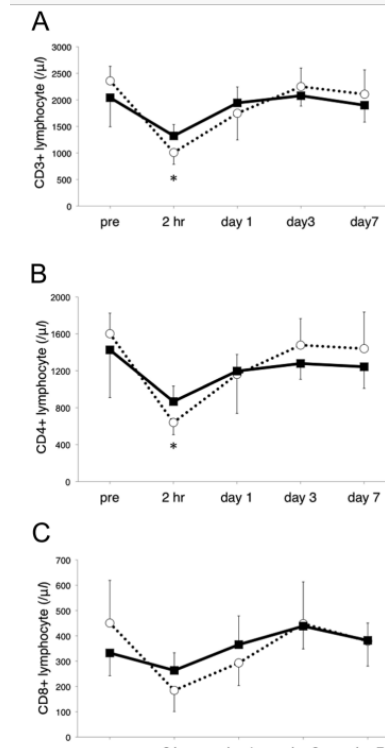 A
CD3+ lymphocyte (/μl)
3000
2500
2000
1500
1000
500
0
*
pre 2 hr day 1 day3 day7
B
CD4+ lymphocyte (/μl)
2000
1600
1200
800
400
0
*
pre 2 hr day 1 day 3 day 7
C
CD8+ lymphocyte (/μl)
700
600
500
400
300
200
100
0